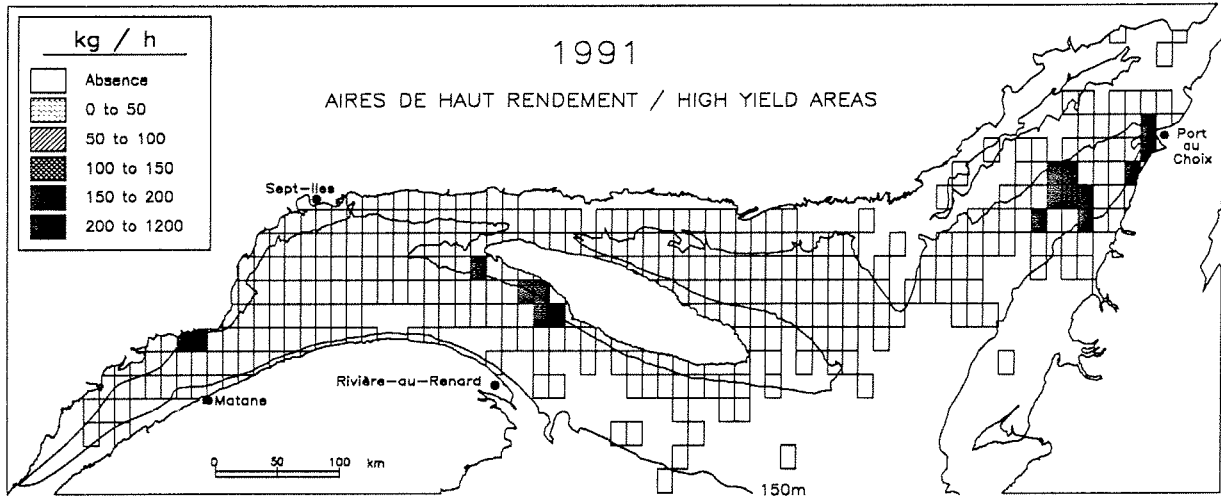 kg / h
Absence
0 to 50
50 to 100
100 to 150
150 to 200
200 to 1200
1991
AIRES DE HAUT RENDEMENT / HIGH YIELD AREAS
Port
au
Choix
Sept-Iles
Rivière-au-Renard
Matane
0 50 100 km
150m